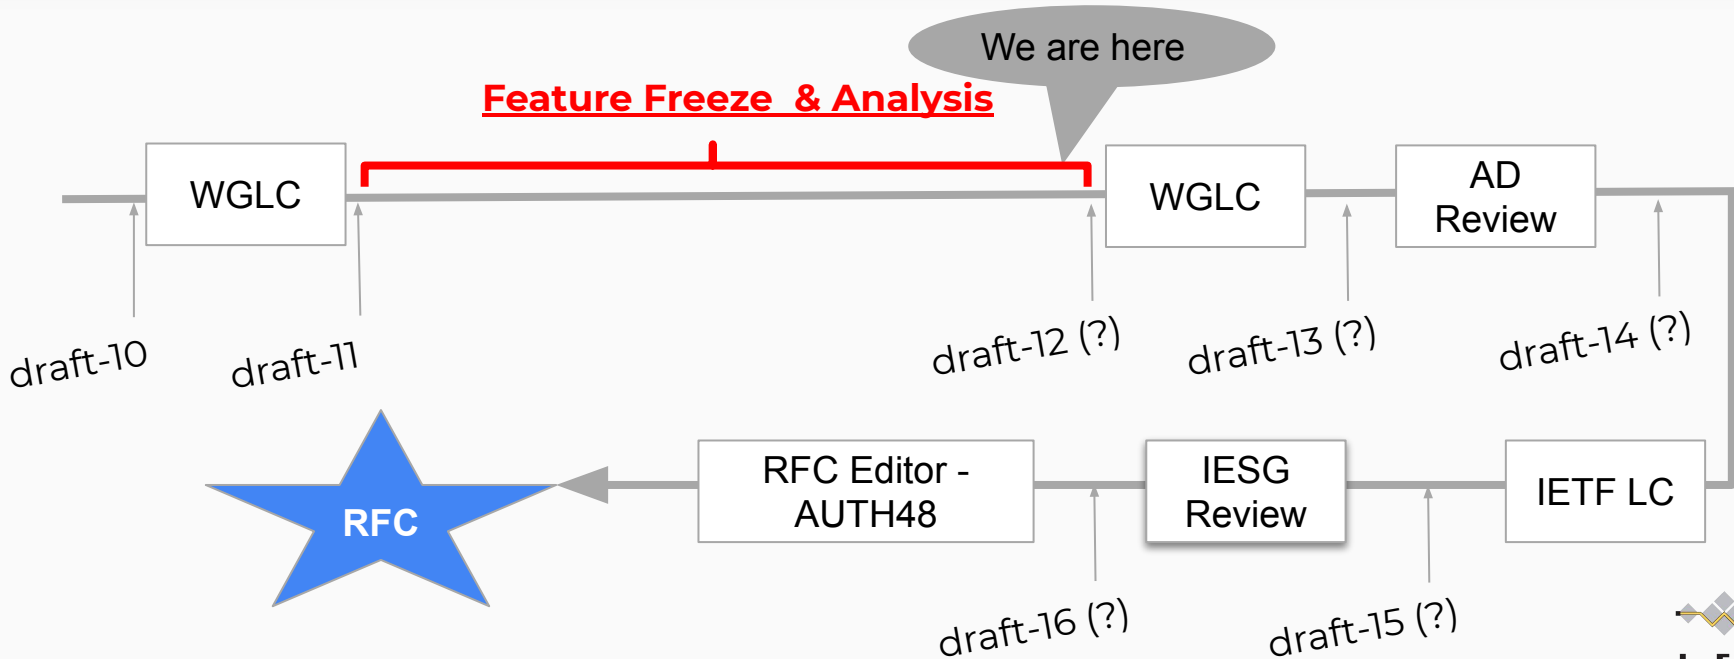 We are here
Feature Freeze & Analysis
WGLC
WGLC
AD
Review
draft-10
draft-11
draft-12 (?)
draft-13 (?)
draft-14 (?)
RFC
RFC Editor -
AUTH48
IESG
Review
IETF LC
draft-16 (?)
draft-15 (?)